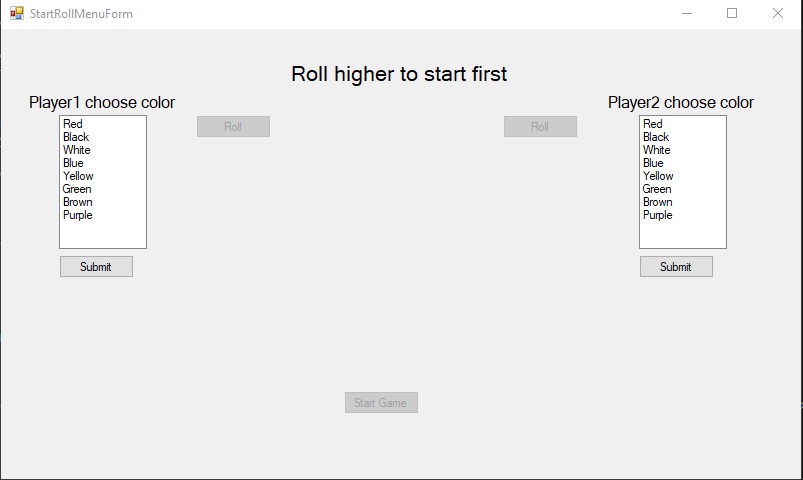 StartRollMenuForm
Roll higher to start first
Player1 choose color
Red
Black
White
Blue
Yellow
Green
Brown
Purple
Submit
Roll
Roll
Player2 choose color
Red
Black
White
Blue
Yellow
Green
Brown
Purple
Submit
Start Game